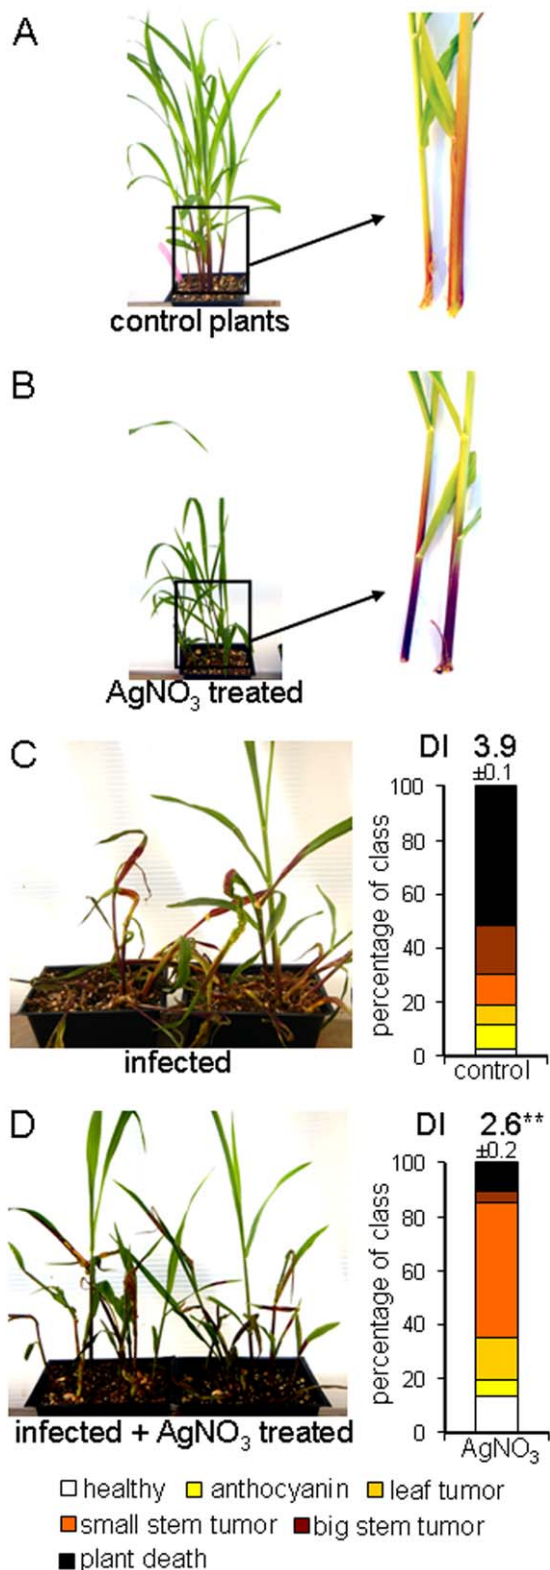 A
control plants
B
AgNO₃ treated
C
DI 3.9
±0.1
100
80
60
40
20
0
percentage of class
control
infected
D
DI 2.6**
±0.2
100
80
60
40
20
0
percentage of class
AgNO₃
infected + AgNO₃ treated
healthy anthocyanin leaf tumor
small stem tumor big stem tumor
plant death